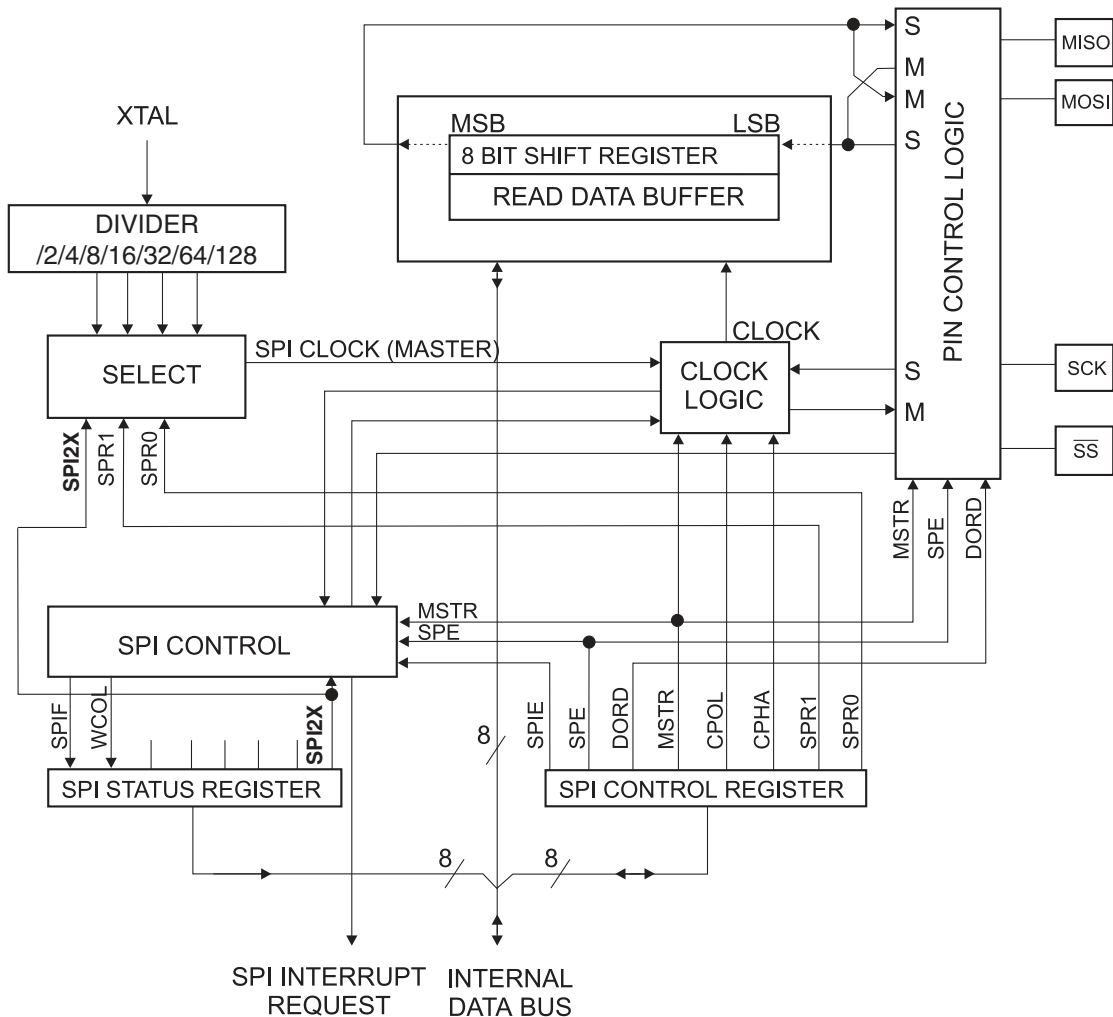 XTAL
DIVIDER
/2/4/8/16/32/64/128
SELECT
SPI2X
SPR1
SPR0
MSB
LSB
8 BIT SHIFT REGISTER
READ DATA BUFFER
S
M
M
S
PIN CONTROL LOGIC
MISO
MOSI
SPI CLOCK (MASTER)
CLOCK
CLOCK
LOGIC
S
M
SCK
SS
MSTR
SPE
DORD
SPI CONTROL
MSTR
SPE
SPIF
WCOL
SPI2X
SPIE
SPE
DORD
MSTR
CPOL
CPHA
SPR1
SPR0
8
SPI STATUS REGISTER
SPI CONTROL REGISTER
8
8
SPI INTERRUPT
REQUEST
INTERNAL
DATA BUS